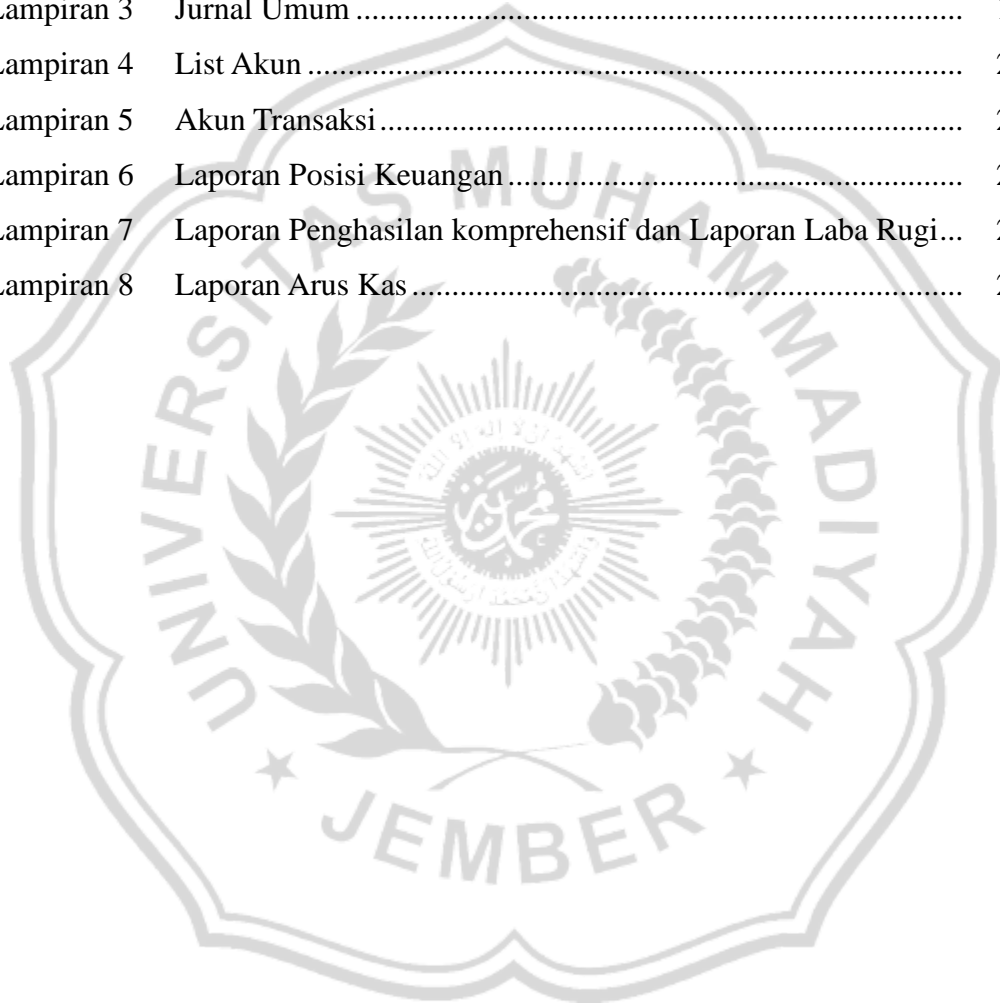 Lampiran 3 Jurnal Umum ............................................................................
Lampiran 4 List Akun ..................................................................................
Lampiran 5 Akun Transaksi .........................................................................
Lampiran 6 Laporan Posisi Keuangan .........................................................
Lampiran 7 Laporan Penghasilan komprehensif dan Laporan Laba Rugi...
Lampiran 8 Laporan Arus Kas .....................................................................
UNIVERSITAS MUHAMMADIYAH
JEMBER